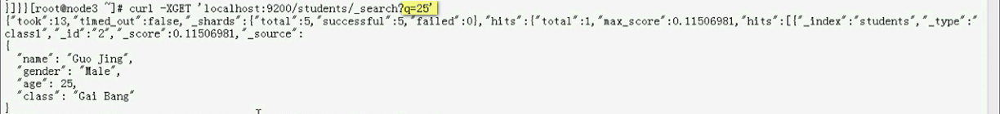 }]}}[root@node3 ~]# curl -XGET 'localhost:9200/students/_search?q=25'
{"took":13,"timed_out":false,"_shards":{"total":5,"successful":5,"failed":0},"hits":{"total":1,"max_score":0.11506981,"hits":[{"_index":"students","_type":"
class1","_id":"2","_score":0.11506981,"_source":
{
  "name": "Guo Jing",
  "gender": "Male",
  "age": 25,
  "class": "Gai Bang"
}